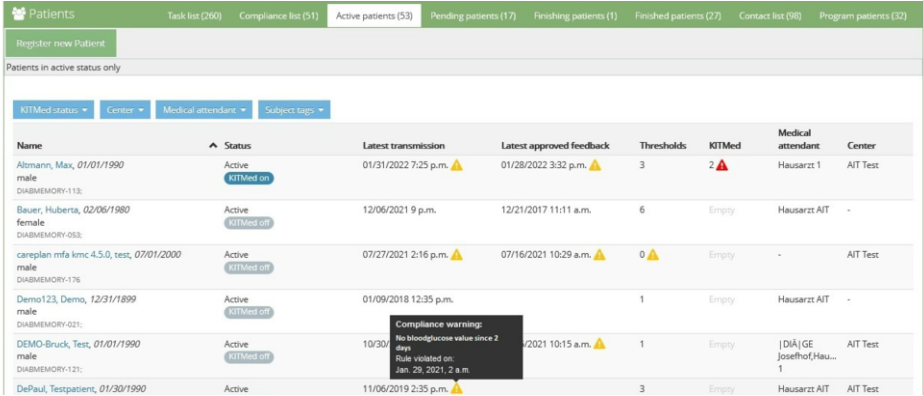 Patients Task list (260) Compliance list (51) Active patients (53) Pending patients (17) Finishing patients (1) Finished patients (27) Contact list (98) Program patients (32)
Register new Patient
Patients in active status only
KITMed status Center Medical attendant Subject tags
Name Status Latest transmission Latest approved feedback Thresholds KITMed Medical attendant Center
Altmann, Max, 01/01/1990 Active 01/31/2022 7:25 p.m. 01/28/2022 3:32 p.m. 3 2 Hausarzt 1 AIT Test
male KITMed on
DIABMEMORY-113;
Bauer, Huberta, 02/06/1980 Active 12/06/2021 9 p.m. 12/21/2017 11:11 a.m. 6 Empty Hausarzt AIT -
female KITMed off
DIABMEMORY-053;
careplan mfa kmc 4.5.0, test, 07/01/2000 Active 07/27/2021 2:16 p.m. 07/16/2021 10:29 a.m. 0 Empty - AIT Test
male KITMed off
DIABMEMORY-176
Demo123, Demo, 12/31/1899 Active 01/09/2018 12:35 p.m. 1 Empty Hausarzt AIT -
male KITMed off
DIABMEMORY-021;
Compliance warning:
No bloodglucose value since 2
days
Rule violated on:
Jan. 29, 2021, 2 a.m.
DEMO-Bruck, Test, 01/01/1990 Active 10/30/ /2021 10:15 a.m. 1 Empty |DIÄ|GE AIT Test
male KITMed off Josefhof,Hau...
DIABMEMORY-121; 1
DePaul, Testpatient, 01/30/1990 Active 11/06/2019 2:35 p.m. 3 Empty Hausarzt AIT AIT Test